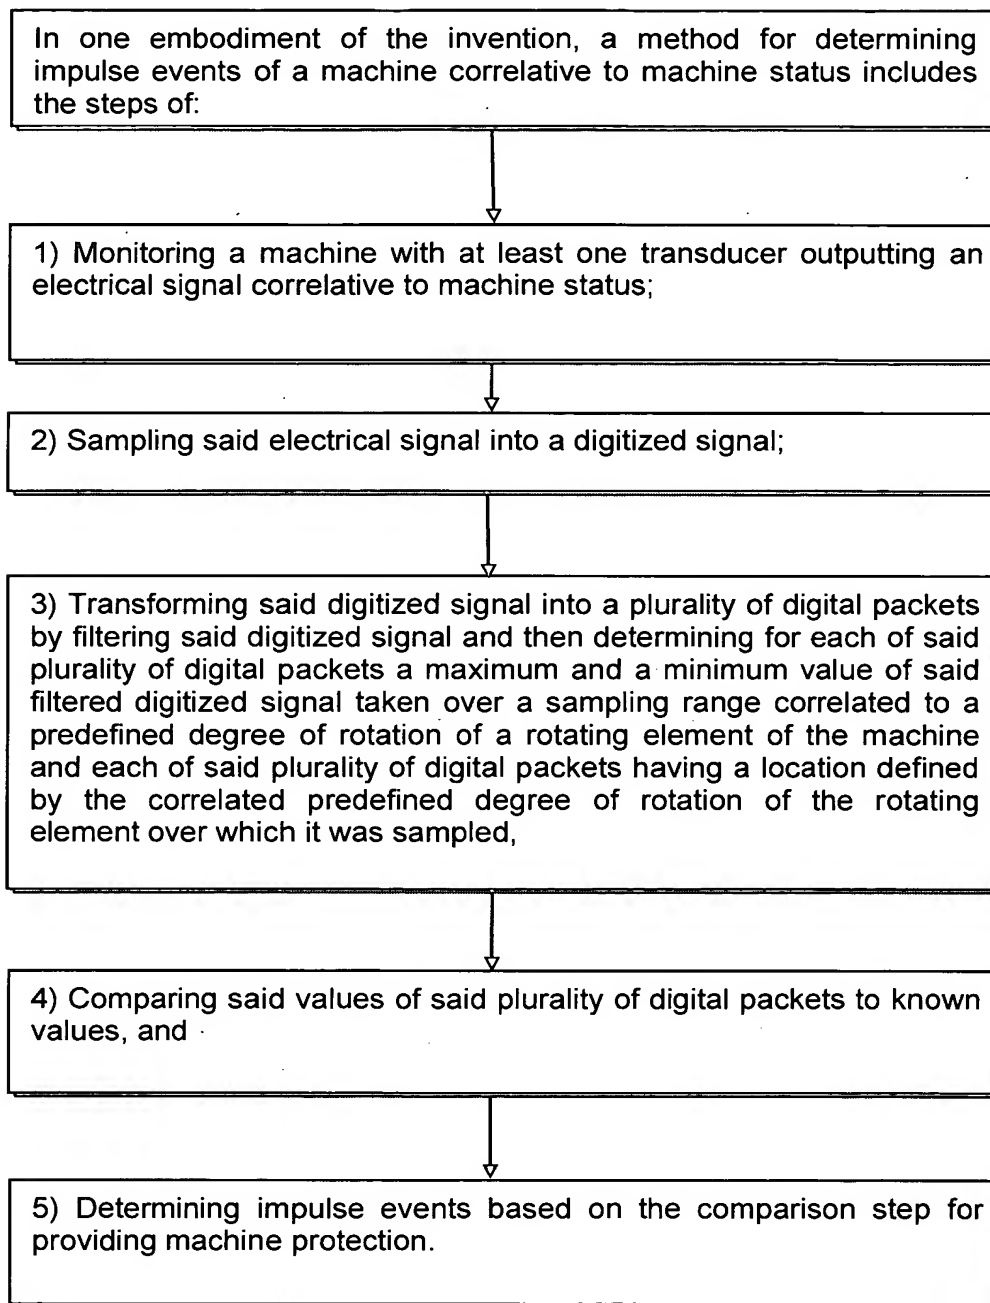 In one embodiment of the invention, a method for determining
impulse events of a machine correlative to machine status includes
the steps of:
1) Monitoring a machine with at least one transducer outputting an
electrical signal correlative to machine status;
2) Sampling said electrical signal into a digitized signal;
3) Transforming said digitized signal into a plurality of digital packets
by filtering said digitized signal and then determining for each of said
plurality of digital packets a maximum and a minimum value of said
filtered digitized signal taken over a sampling range correlated to a
predefined degree of rotation of a rotating element of the machine
and each of said plurality of digital packets having a location defined
by the correlated predefined degree of rotation of the rotating
element over which it was sampled,
4) Comparing said values of said plurality of digital packets to known
values, and
5) Determining impulse events based on the comparison step for
providing machine protection.